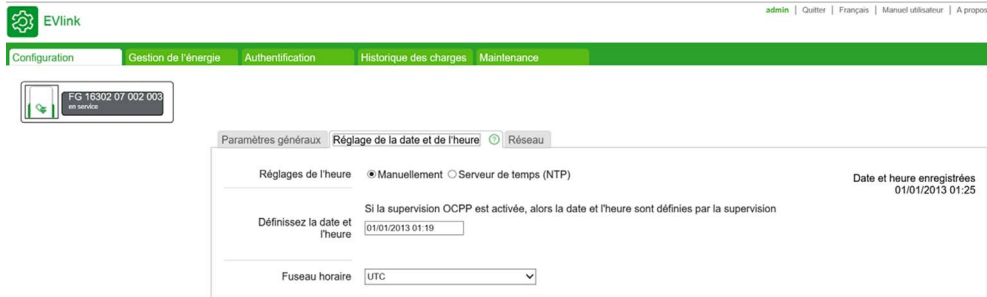 admin | Quitter | Français | Manuel utilisateur | A propos
EVlink
Configuration Gestion de l'énergie Authentification Historique des charges Maintenance
FG 16302 07 002 003
en service
Paramètres généraux Réglage de la date et de l'heure ? Réseau
Réglages de l'heure Manuellement Serveur de temps (NTP)
Date et heure enregistrées
01/01/2013 01:25
Si la supervision OCPP est activée, alors la date et l'heure sont définies par la supervision
Définissez la date et
l'heure
01/01/2013 01:19
Fuseau horaire UTC